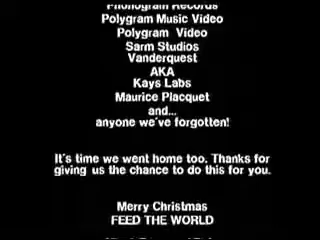 Phonogram Records
Polygram Music Video
Polygram Video
Sarm Studios
Vanderquest
AKA
Kays Labs
Maurice Placquet
and...
anyone we've forgotten!
It's time we went home too. Thanks for
giving us the chance to do this for you.
Merry Christmas
FEED THE WORLD